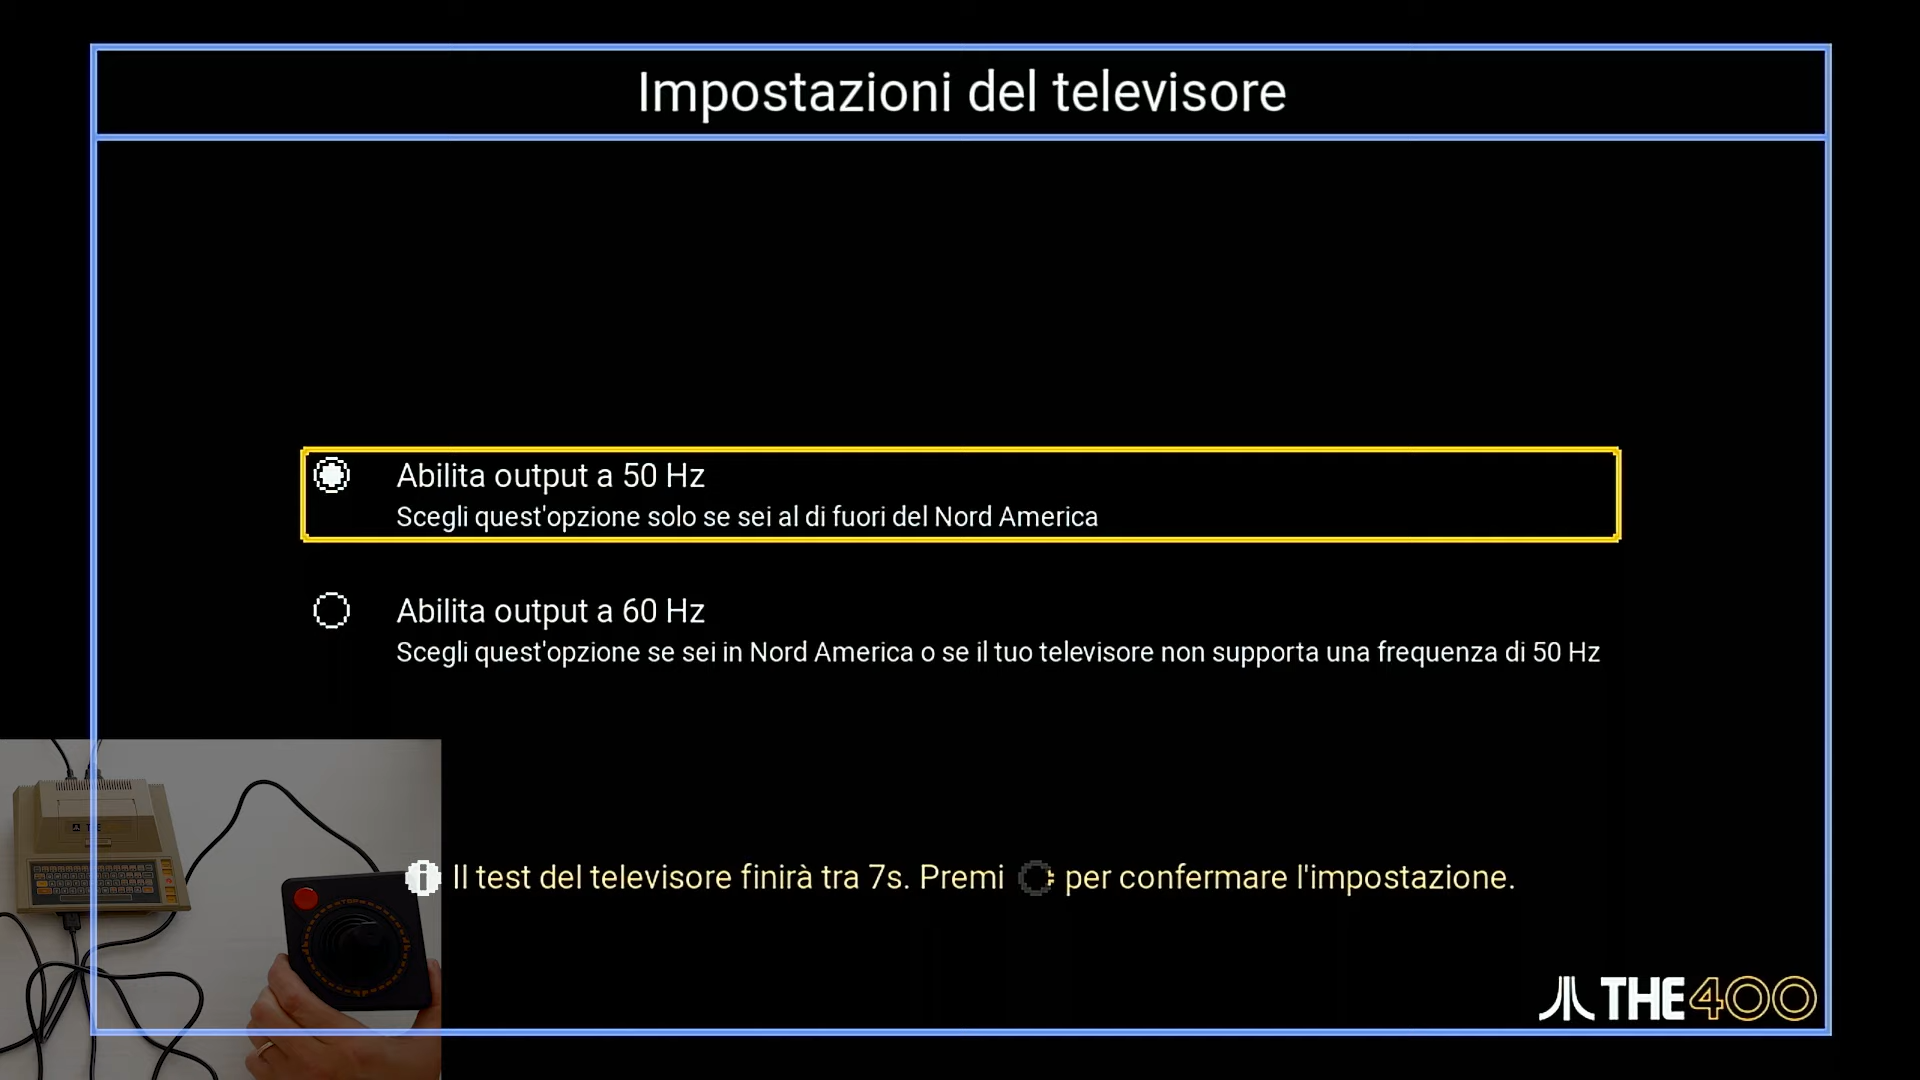 Impostazioni del televisore
Abilita output a 50 Hz
Scegli quest'opzione solo se sei al di fuori del Nord America
Abilita output a 60 Hz
Scegli quest'opzione se sei in Nord America o se il tuo televisore non supporta una frequenza di 50 Hz
Il test del televisore finirà tra 7s. Premi per confermare l'impostazione.
THE400
TOP